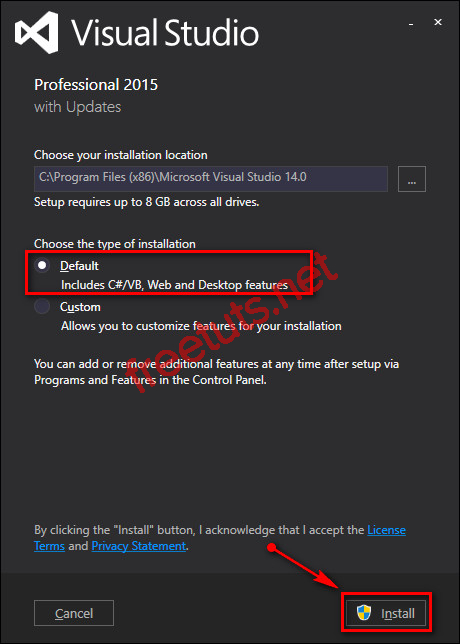 Visual Studio
Professional 2015
with Updates
Choose your installation location
C:\Program Files (x86)\Microsoft Visual Studio 14.0
...
Setup requires up to 8 GB across all drives.
Choose the type of installation
Default
Includes C#/VB, Web and Desktop features
Custom
Allows you to customize features for your installation
freetuts.net
You can add or remove additional features at any time after setup via
Programs and Features in the Control Panel.
By clicking the "Install" button, I acknowledge that I accept the License
Terms and Privacy Statement.
Cancel
Install